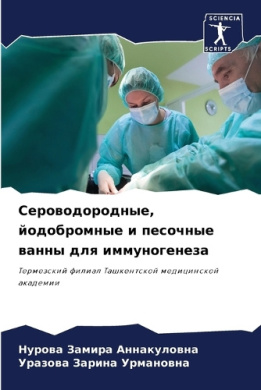 SCIENCIA
SCRIPTS
Сероводородные,
йодобромные и песочные
ванны для иммуногенеза
Термезский филиал Ташкентской медицинской
академии
Нурова Замира Аннакуловна
Уразова Зарина Урмановна